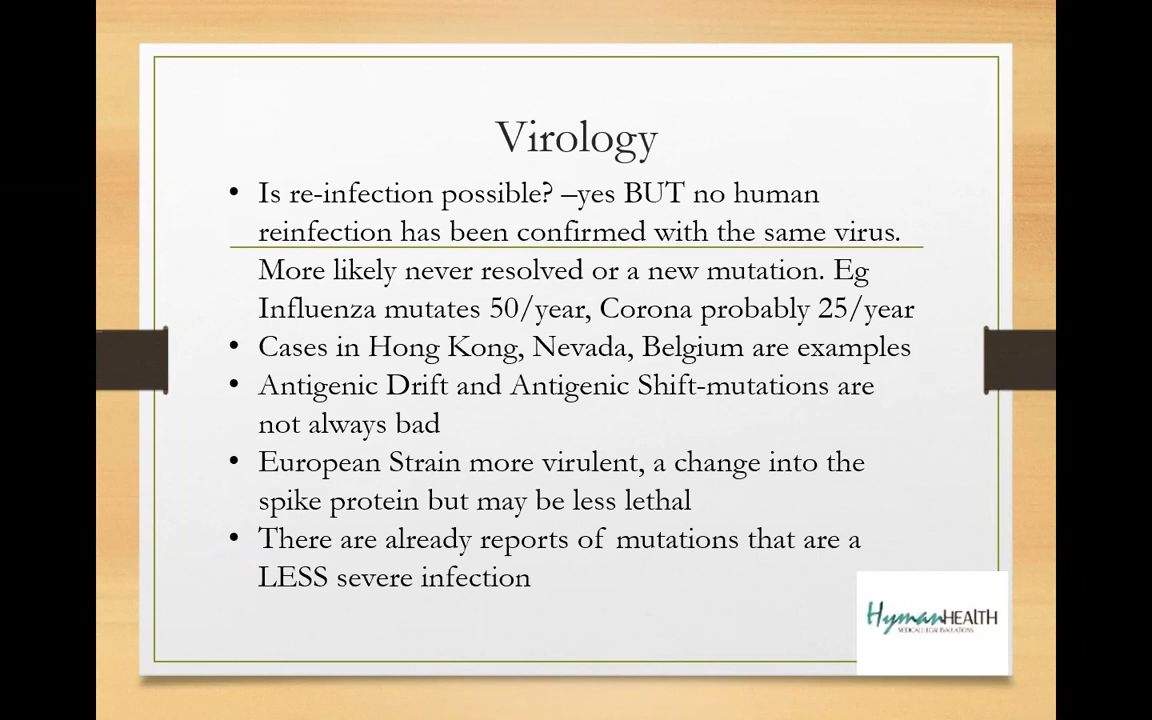 Virology
• Is re-infection possible? –yes BUT no human
reinfection has been confirmed with the same virus.
More likely never resolved or a new mutation. Eg
Influenza mutates 50/year, Corona probably 25/year
• Cases in Hong Kong, Nevada, Belgium are examples
• Antigenic Drift and Antigenic Shift-mutations are
not always bad
• European Strain more virulent, a change into the
spike protein but may be less lethal
• There are already reports of mutations that are a
LESS severe infection
HymanHEALTH
MEDICAL LEGAL EVALUATIONS